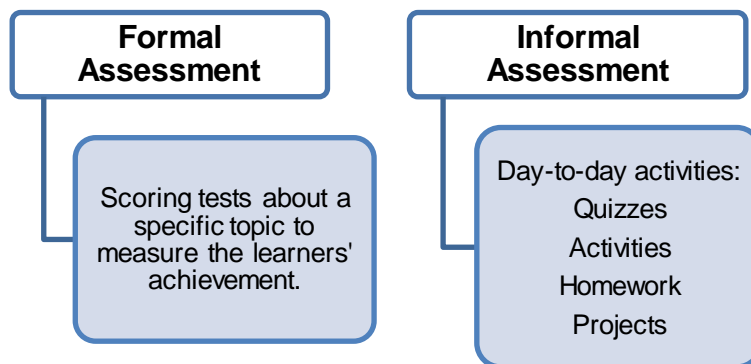 Formal
Assessment
Scoring tests about a
specific topic to
measure the learners'
achievement.
Informal
Assessment
Day-to-day activities:
Quizzes
Activities
Homework
Projects